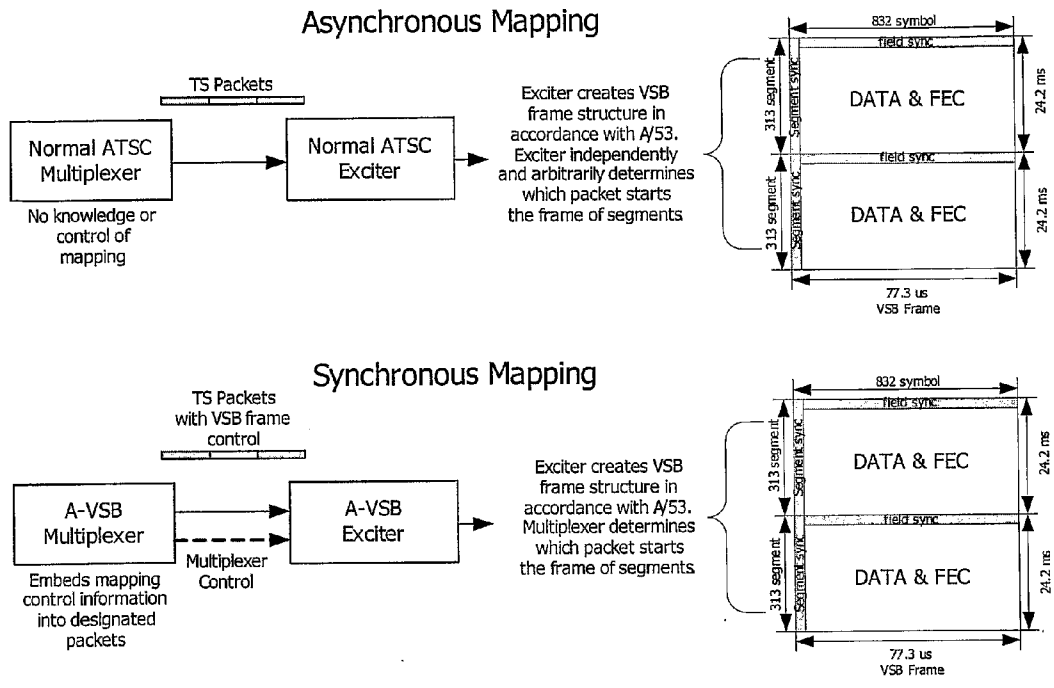 Asynchronous Mapping
TS Packets
Normal ATSC
Multiplexer
No knowledge or
control of
mapping
Normal ATSC
Exciter
Exciter creates VSB
frame structure in
accordance with A/53.
Exciter independently
and arbitrarily determines
which packet starts
the frame of segments
832 symbol
field sync
313 segment
Segment sync
DATA & FEC
24.2 ms
field sync
313 segment
Segment sync
DATA & FEC
24.2 ms
77.3 us
VSB Frame
Synchronous Mapping
TS Packets
with VSB frame
control
A-VSB
Multiplexer
Embeds mapping
control information
into designated
packets
Multiplexer
Control
A-VSB
Exciter
Exciter creates VSB
frame structure in
accordance with A/53.
Multiplexer determines
which packet starts
the frame of segments
832 symbol
field sync
313 segment
Segment sync
DATA & FEC
24.2 ms
field sync
313 segment
Segment sync
DATA & FEC
24.2 ms
77.3 us
VSB Frame